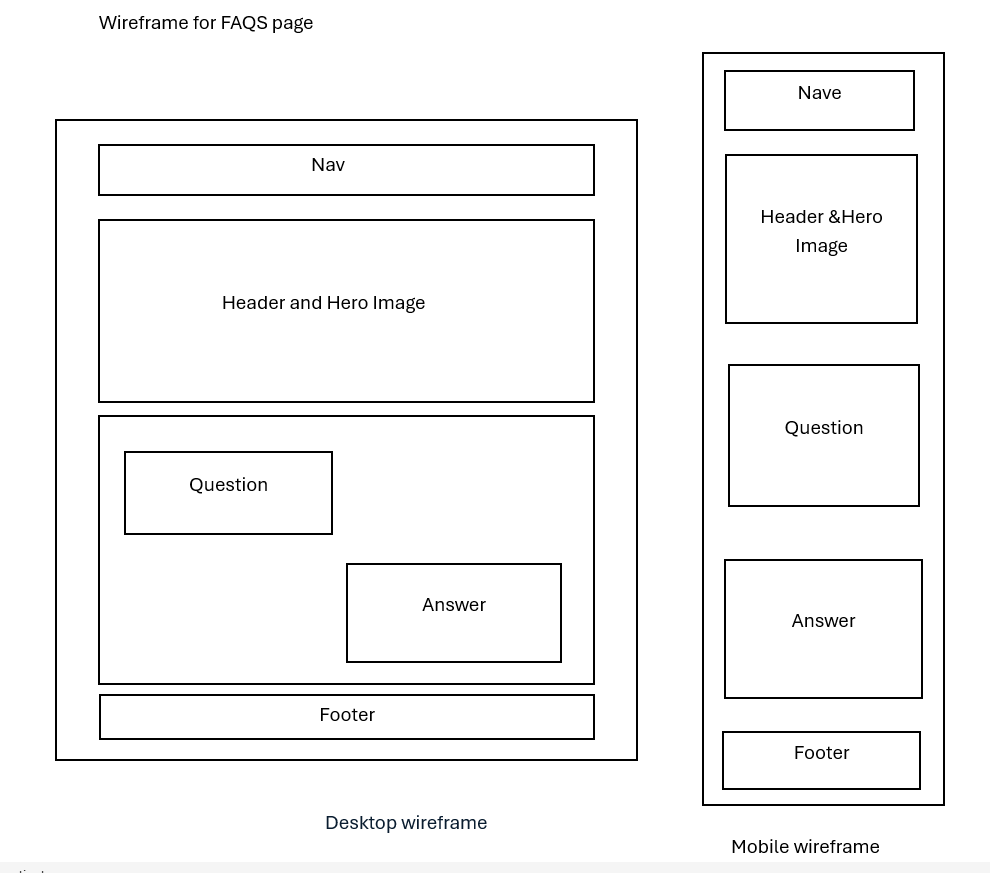 Wireframe for FAQS page
Nav
Header and Hero Image
Question
Answer
Footer
Desktop wireframe
Nave
Header &Hero
Image
Question
Answer
Footer
Mobile wireframe